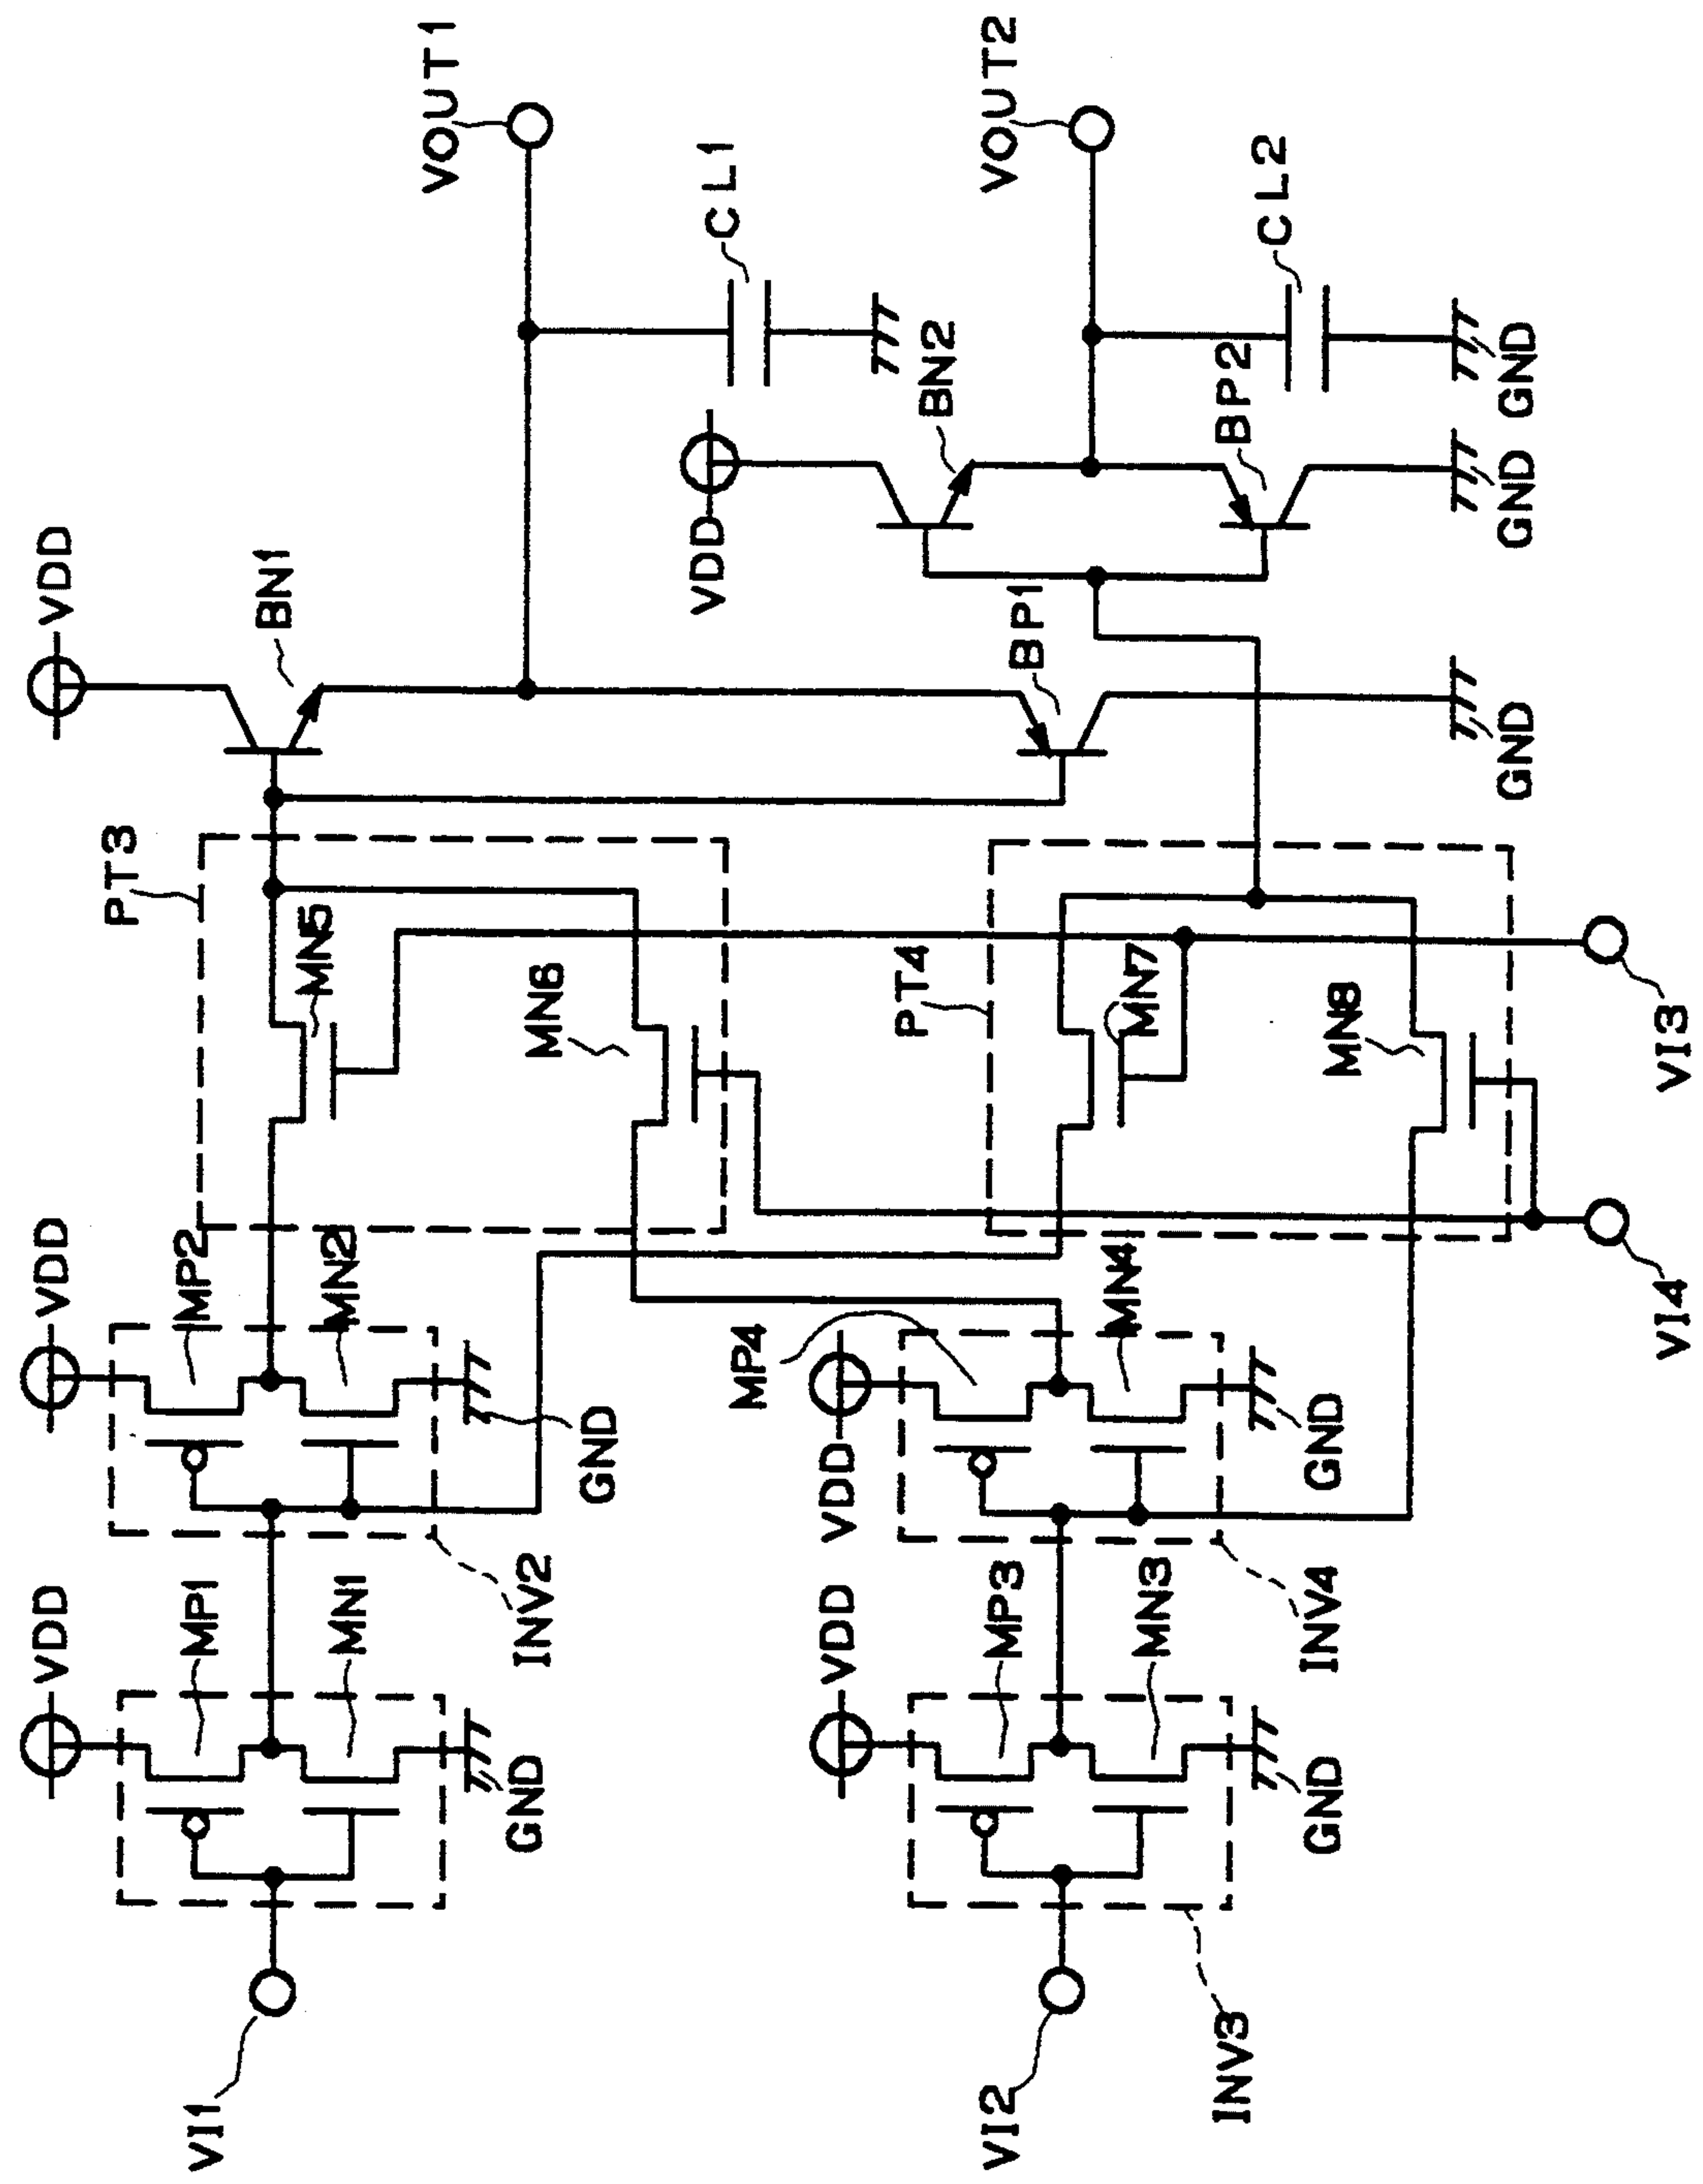 VDD
BN1
VOUT1
CL1
PT3
MN5
MN6
VDD
MP2
MN2
GND
INV2
VDD
MP1
MN1
GND
VI1
VDD
BN2
VOUT2
CL2
BP2
GND
GND
BP1
GND
PT4
MN7
MN8
VI3
VI4
MP4
MN4
VDD
GND
INV4
VDD
MP3
MN3
GND
INV3
VI2